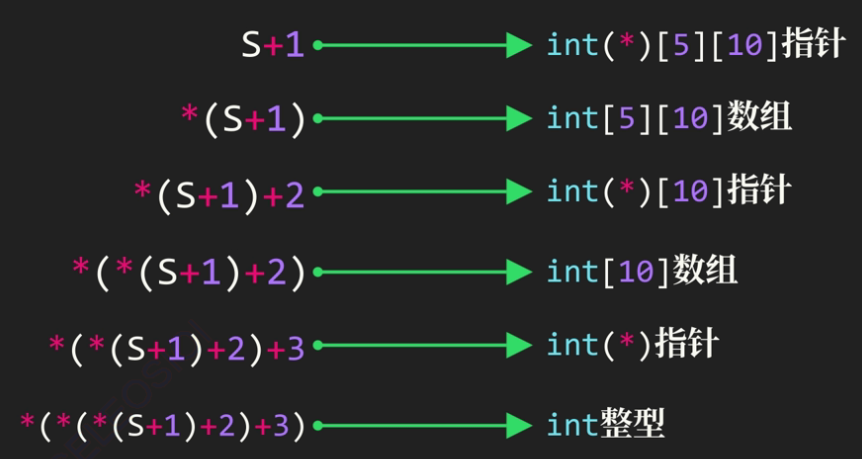 S+1 int(*)[5][10]指针
*(S+1) int[5][10]数组
*(S+1)+2 int(*)[10]指针
*(*(S+1)+2) int[10]数组
*(*(S+1)+2)+3 int(*)指针
*(*(*(S+1)+2)+3) int整型